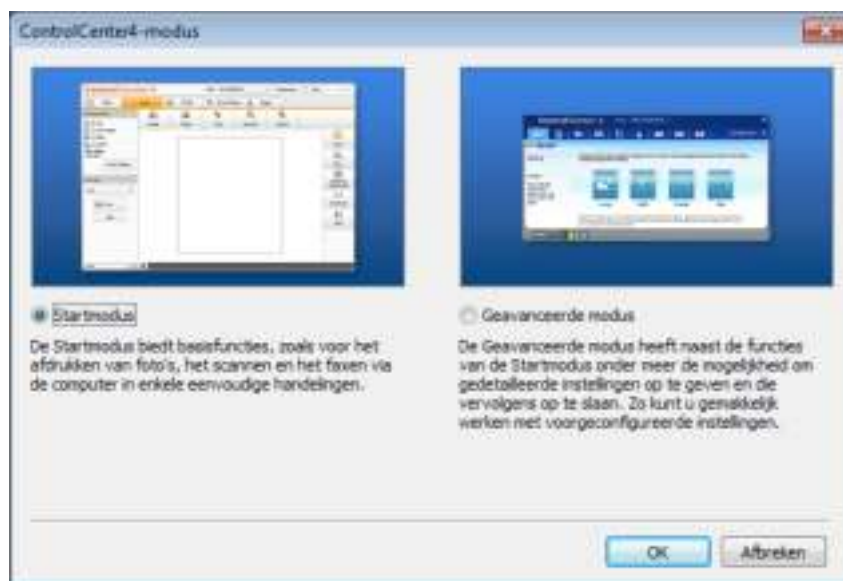 ControlCenter4-modus
Startmodus
De Startmodus biedt basisfuncties, zoals voor het
afdrukken van foto's, het scannen en het faxen via
de computer in enkele eenvoudige handelingen.
Geavanceerde modus
De Geavanceerde modus heeft naast de functies
van de Startmodus onder meer de mogelijkheid om
gedetailleerde instellingen op te geven en die
vervolgens op te slaan. Zo kunt u gemakkelijk
werken met voorgeconfigureerde instellingen.
OK
Afbreken